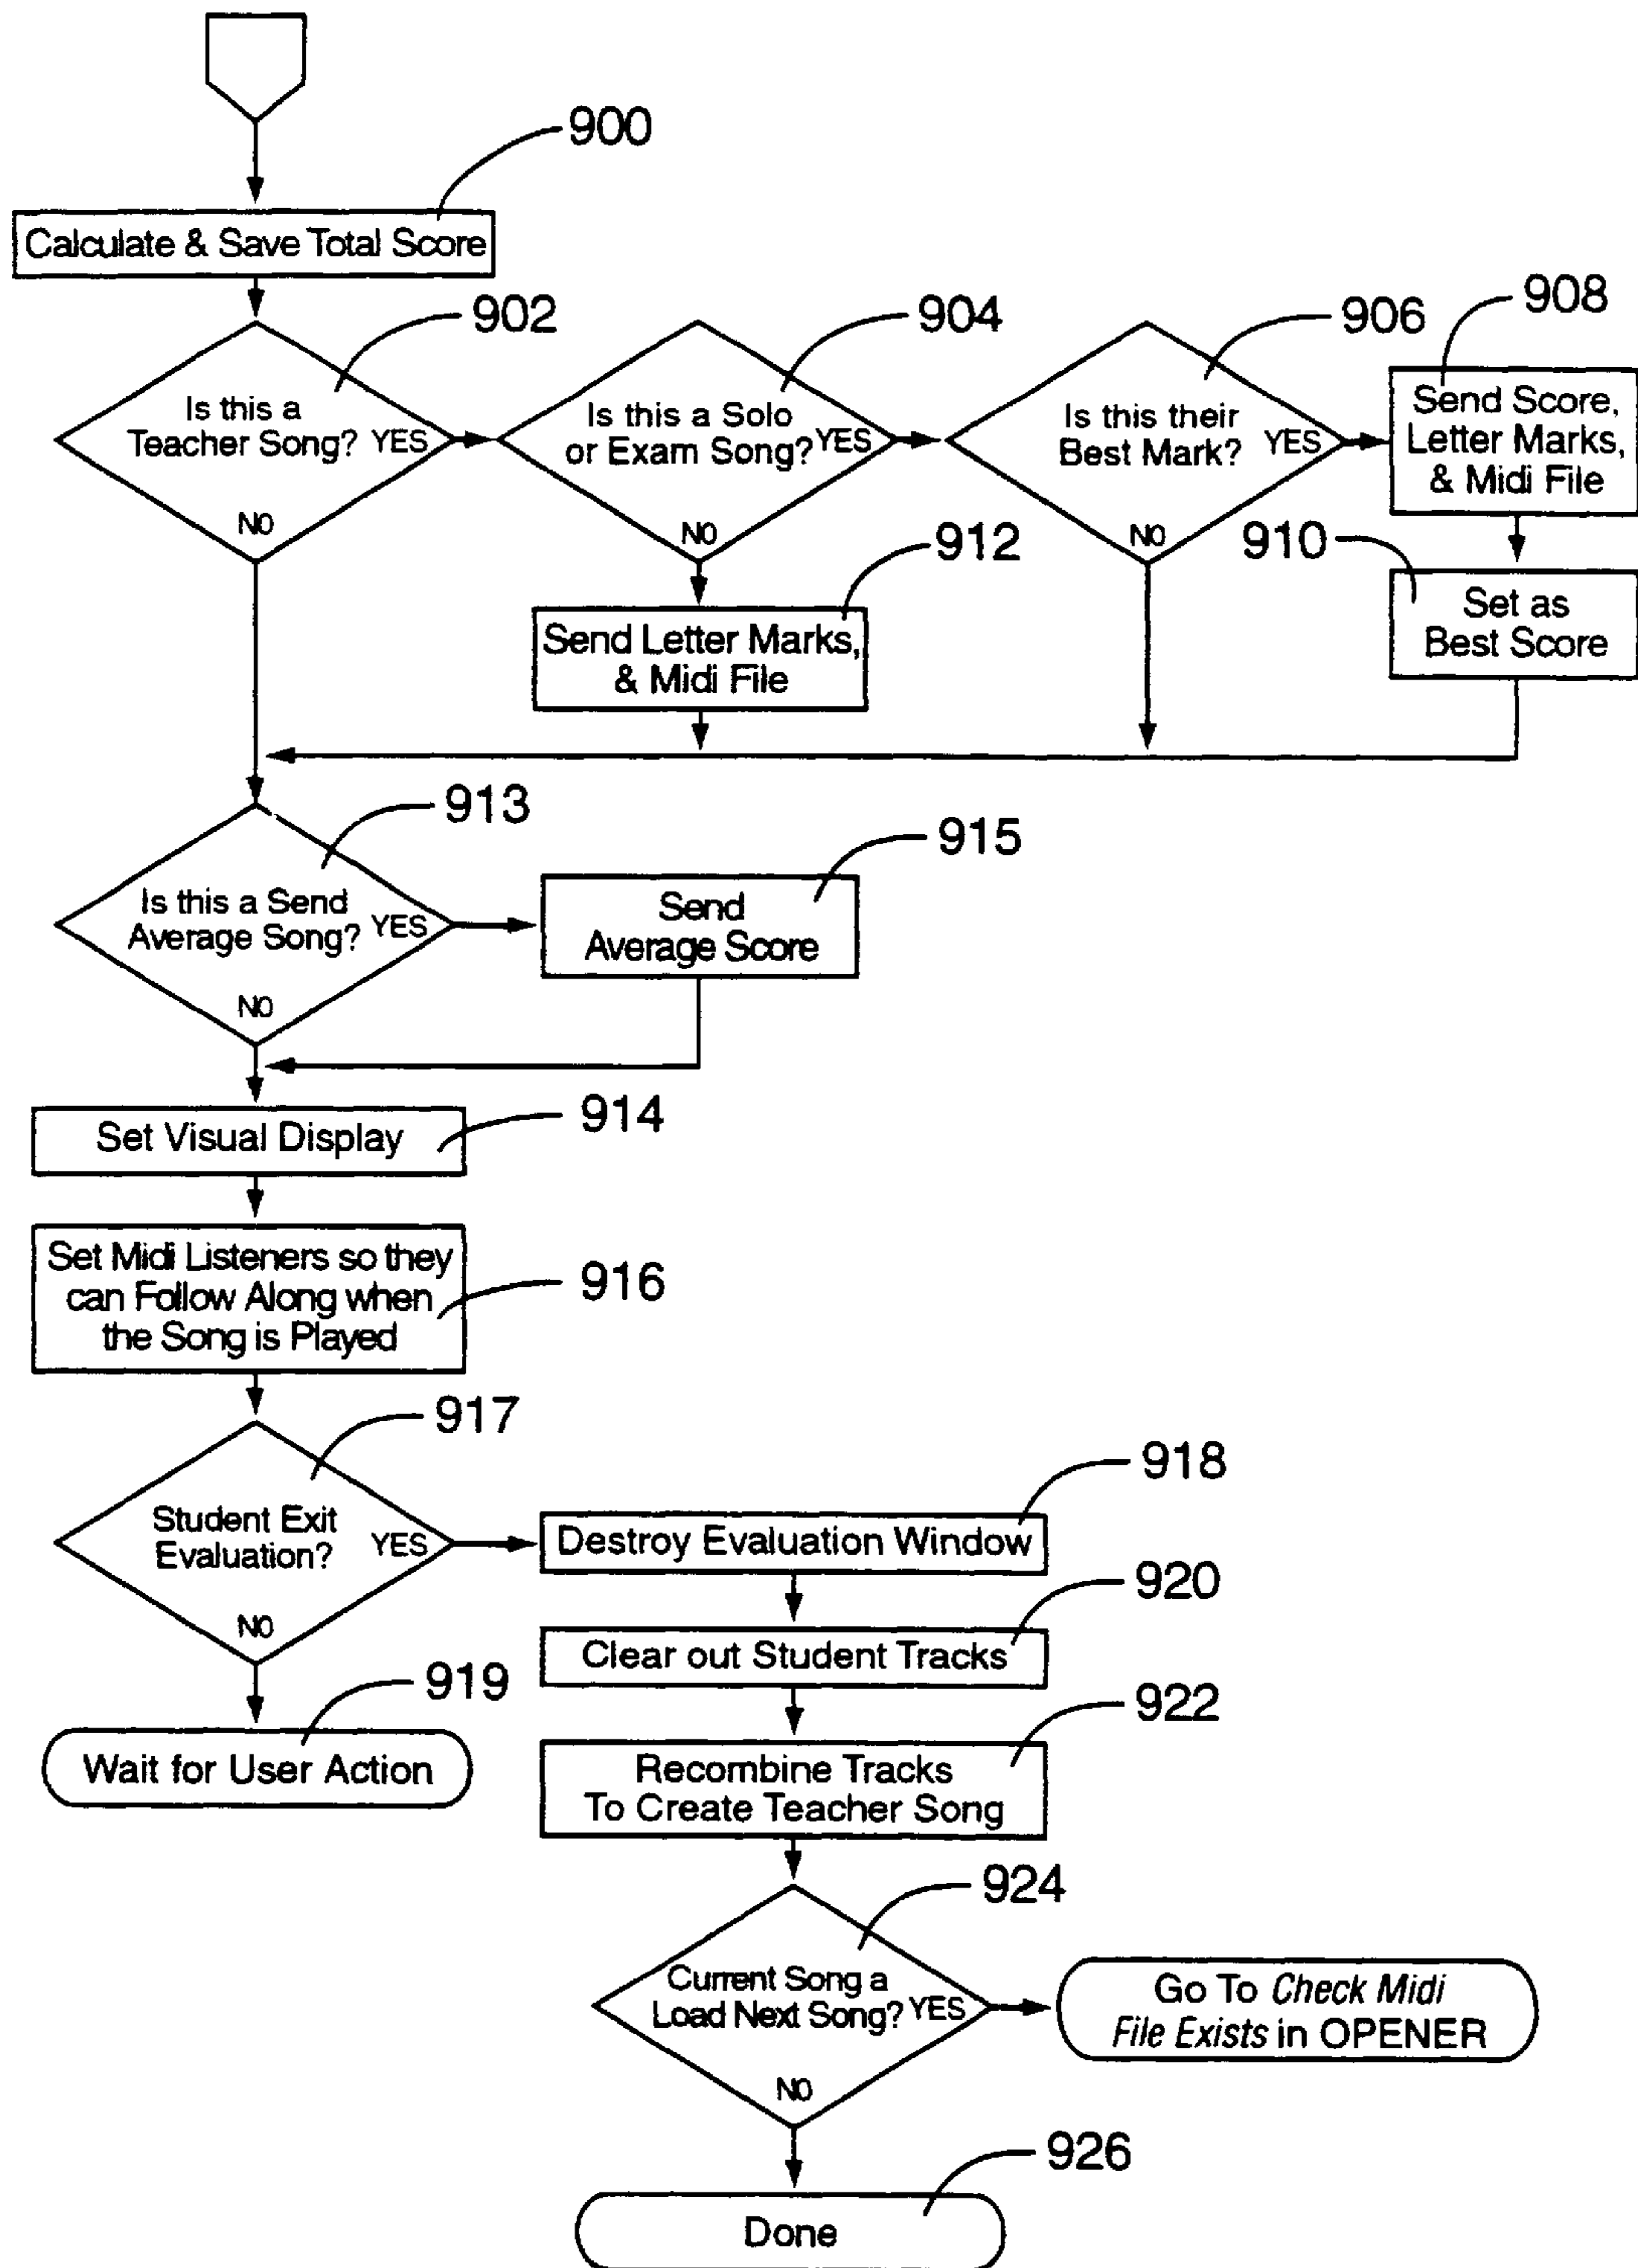 900
Calculate & Save Total Score
902
904
906
908
Is this a
Teacher Song? YES
NO
Is this a Solo
or Exam Song? YES
NO
Is this their
Best Mark? YES
NO
Send Score,
Letter Marks,
& Midi File
912
Send Letter Marks,
& Midi File
910
Set as
Best Score
913
Is this a Send
Average Song? YES
NO
915
Send
Average Score
914
Set Visual Display
916
Set Midi Listeners so they
can Follow Along when
the Song is Played
917
Student Exit
Evaluation? YES
NO
918
Destroy Evaluation Window
919
Wait for User Action
920
Clear out Student Tracks
922
Recombine Tracks
To Create Teacher Song
924
Current Song a
Load Next Song? YES
NO
Go To Check Midi
File Exists in OPENER
926
Done